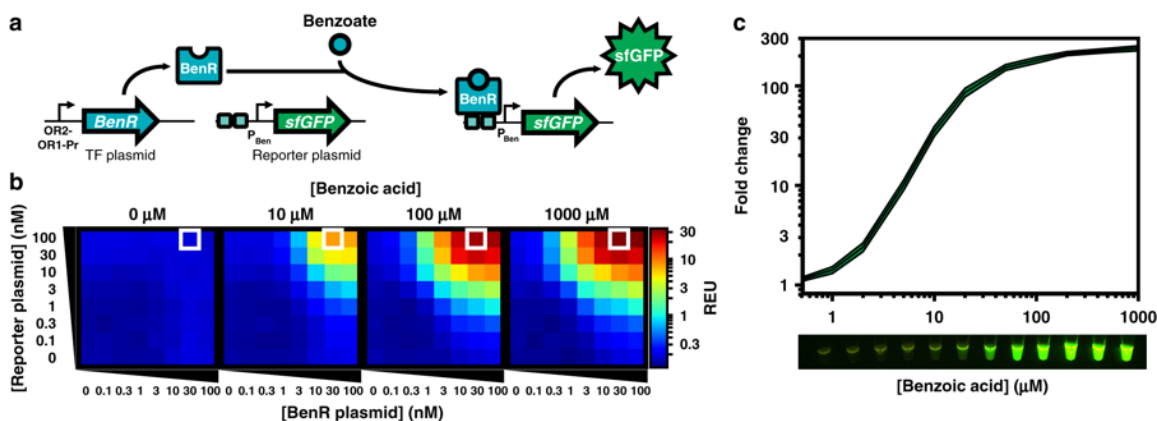 a
Benzoate
BenR
sfGFP
BenR
BenR
sfGFP
sfGFP
OR2-
OR1-Pr
P Ben
P Ben
TF plasmid
Reporter plasmid
b
[Benzoic acid]
0 µM
10 µM
100 µM
1000 µM
[Reporter plasmid] (nM)
100
30
10
3
1
0.3
0.1
0
0 0.1 0.3 1 3 10 30 100
0 0.1 0.3 1 3 10 30 100
0 0.1 0.3 1 3 10 30 100
0 0.1 0.3 1 3 10 30 100
[BenR plasmid] (nM)
30
10
3
1
0.3
REU
c
Fold change
300
100
30
10
3
1
1 10 100 1000
[Benzoic acid] (µM)